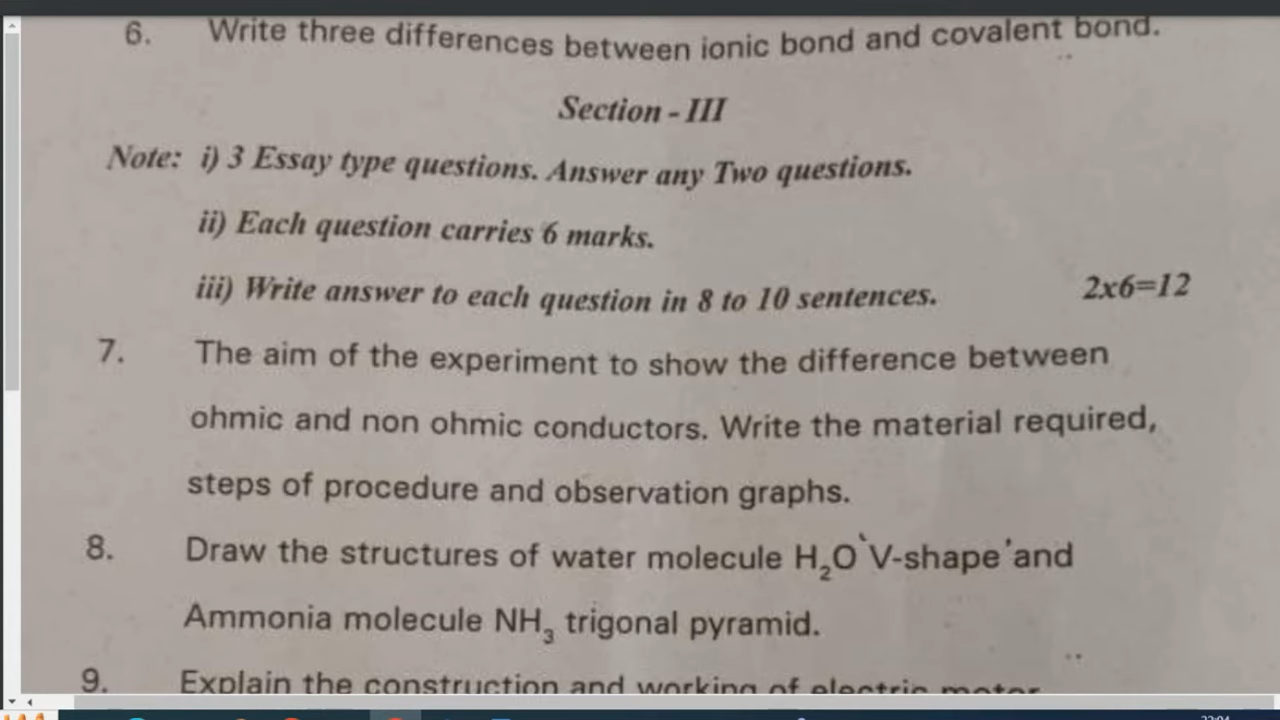 6. Write three differences between ionic bond and covalent bond.
Section - III
Note: i) 3 Essay type questions. Answer any Two questions.
ii) Each question carries 6 marks.
iii) Write answer to each question in 8 to 10 sentences. 2x6=12
7. The aim of the experiment to show the difference between
ohmic and non ohmic conductors. Write the material required,
steps of procedure and observation graphs.
8. Draw the structures of water molecule H₂O ‘V-shape’ and
Ammonia molecule NH₃ trigonal pyramid.
9. Explain the construction and working of electric motor